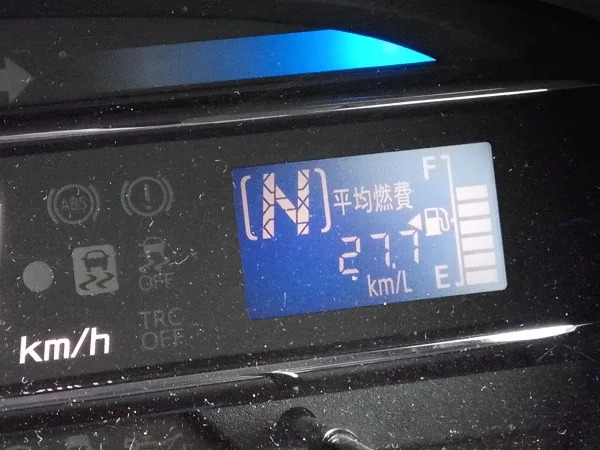 F
N 平均燃費
27.7
km/L E
ABS
OFF
TRC
OFF
km/h